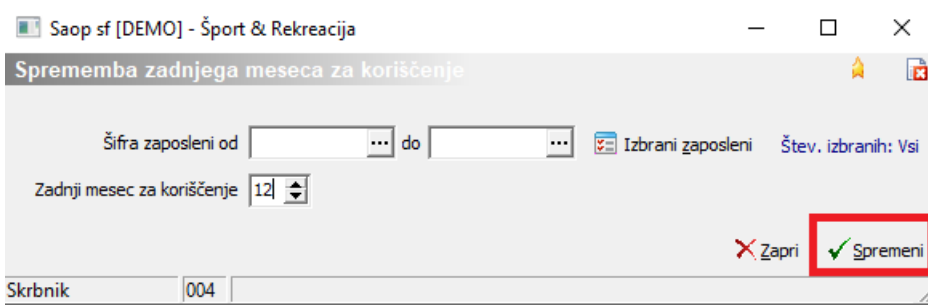 Saop sf [DEMO] - Šport & Rekreacija
Sprememba zadnjega meseca za koriščenje
Šifra zaposleni od ... do ... Izbrani zaposleni Štev. izbranih: Vsi
Zadnji mesec za koriščenje 12
Zapri Spremeni
Skrbnik 004